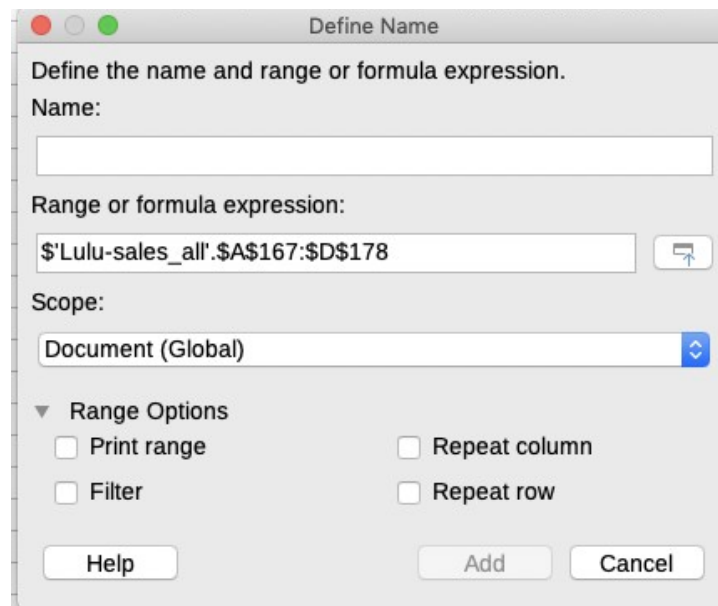 Define Name
Define the name and range or formula expression.
Name:
Range or formula expression:
$'Lulu-sales_all'.$A$167:$D$178
Scope:
Document (Global)
Range Options
Print range
Repeat column
Filter
Repeat row
Help
Add
Cancel